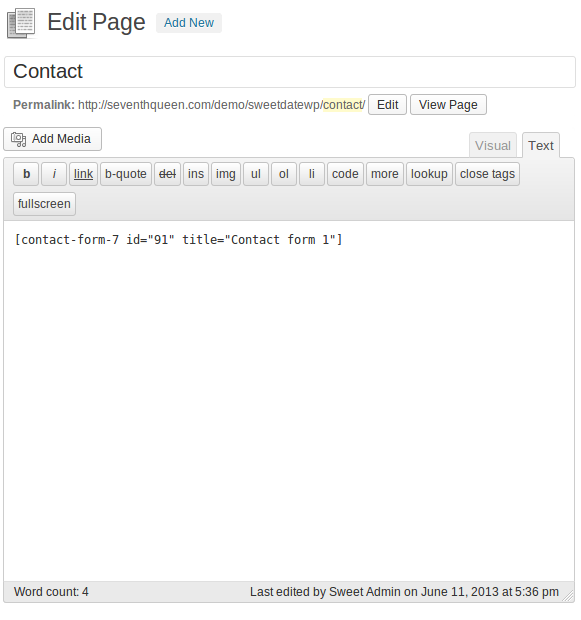 Edit Page Add New
Contact
Permalink: http://seventhqueen.com/demo/sweetdatewp/contact/ Edit View Page
Add Media Visual Text
b i link b-quote del ins img ul ol li code more lookup close tags
fullscreen
[contact-form-7 id="91" title="Contact form 1"]
Word count: 4 Last edited by Sweet Admin on June 11, 2013 at 5:36 pm